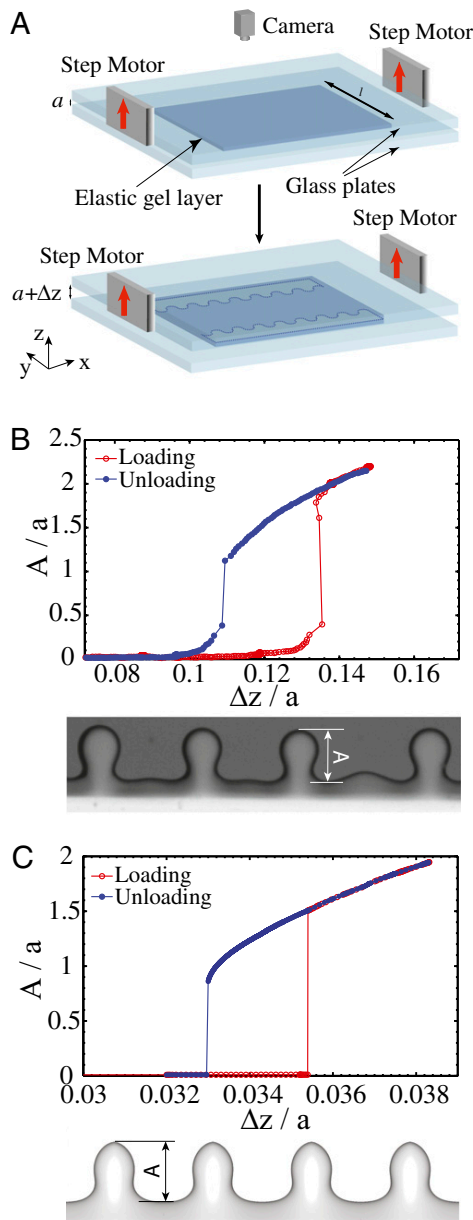 A
Camera
Step Motor
Step Motor
a
l
Elastic gel layer
Glass plates
Step Motor
Step Motor
a+Δz
z
y
x
B
2.5
2
1.5
1
0.5
0
A / a
Loading
Unloading
0.08
0.1
0.12
0.14
0.16
Δz / a
A
C
2
1.5
1
0.5
0
A / a
Loading
Unloading
0.03
0.032
0.034
0.036
0.038
Δz / a
A